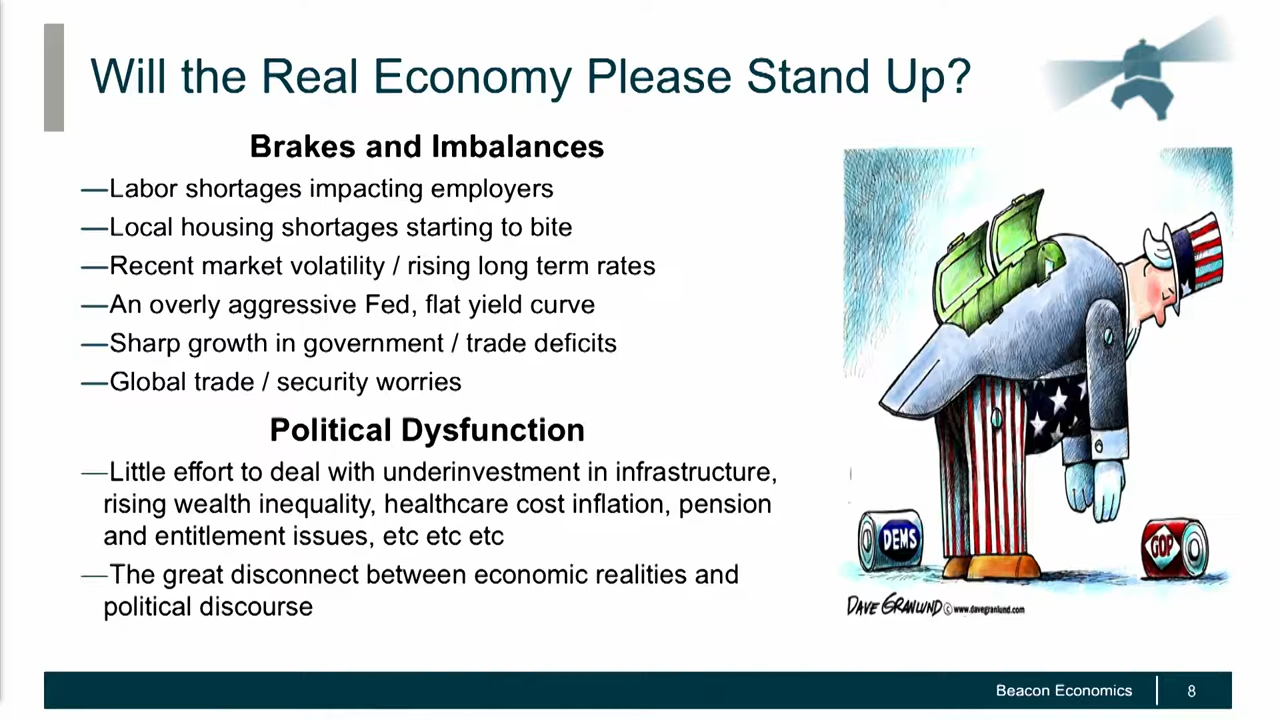 Will the Real Economy Please Stand Up?
Brakes and Imbalances
—Labor shortages impacting employers
—Local housing shortages starting to bite
—Recent market volatility / rising long term rates
—An overly aggressive Fed, flat yield curve
—Sharp growth in government / trade deficits
—Global trade / security worries
Political Dysfunction
—Little effort to deal with underinvestment in infrastructure,
rising wealth inequality, healthcare cost inflation, pension
and entitlement issues, etc etc etc
—The great disconnect between economic realities and
political discourse
DEMS
GOP
DAVE GRANLUND © www.davegranlund.com
Beacon Economics
8